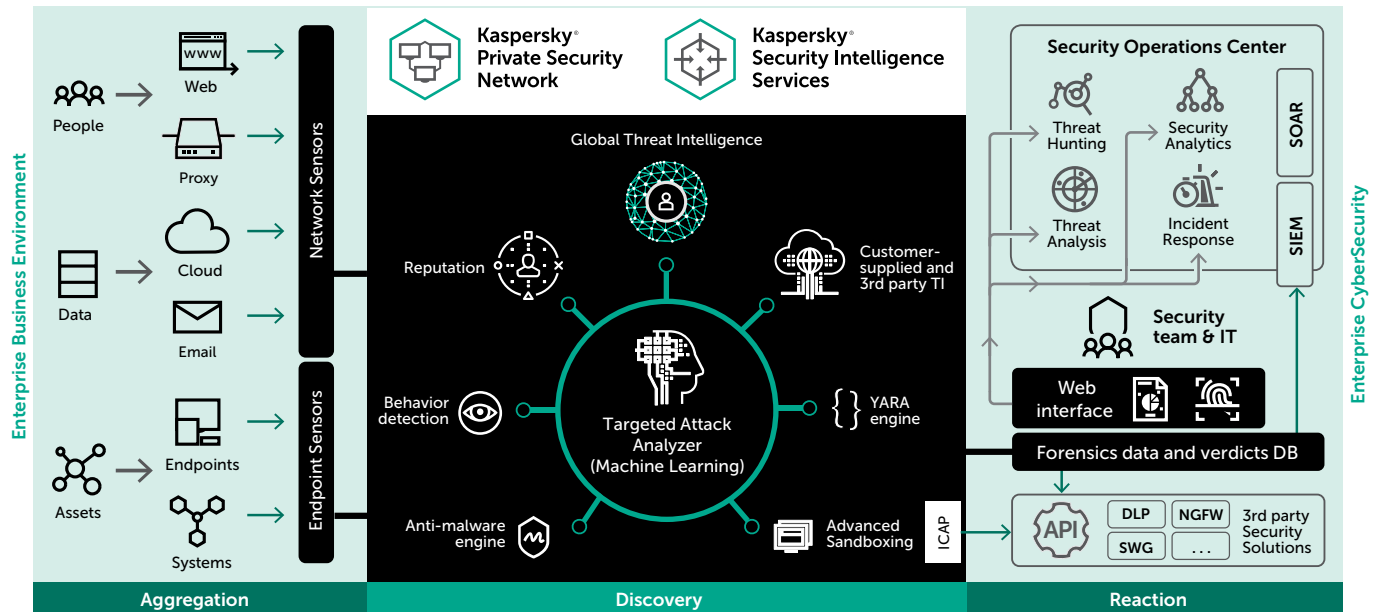 Enterprise Business Environment
People
Data
Assets
www
Web
Proxy
Cloud
Email
Endpoints
Systems
Network Sensors
Endpoint Sensors
Aggregation
Kaspersky®
Private Security
Network
Kaspersky®
Security Intelligence
Services
Global Threat Intelligence
Reputation
Customer-
supplied and
3rd party TI
Behavior
detection
Targeted Attack
Analyzer
(Machine Learning)
{ } YARA
engine
Anti-malware
engine
Advanced
Sandboxing
ICAP
Discovery
Security Operations Center
Threat
Hunting
Security
Analytics
Threat
Analysis
Incident
Response
SOAR
SIEM
Security
team & IT
Web
interface
Forensics data and verdicts DB
API
DLP
NGFW
SWG
...
3rd party
Security
Solutions
Reaction
Enterprise CyberSecurity